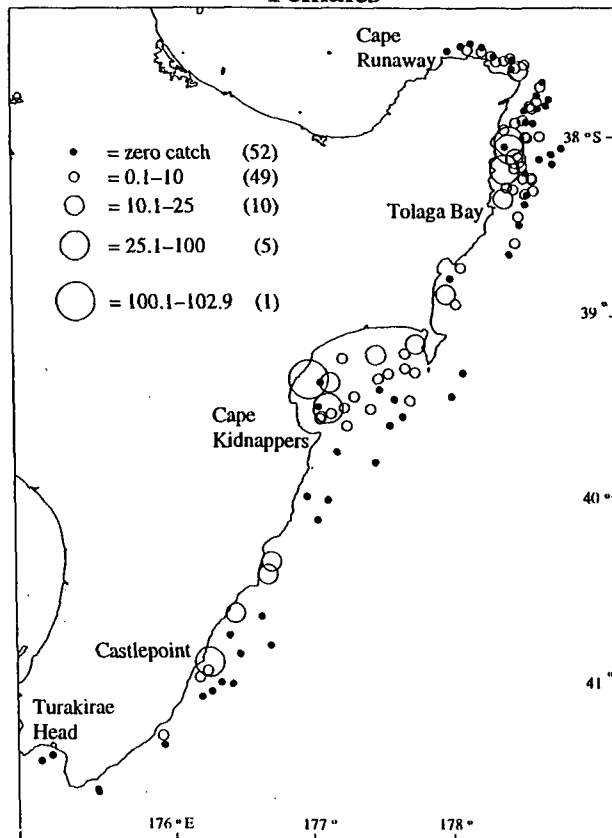 Cape
Runaway
38 °S
= zero catch (52)
= 0.1–10 (49)
= 10.1–25 (10)
= 25.1–100 (5)
= 100.1–102.9 (1)
Tolaga Bay
39 °
Cape
Kidnappers
40 °
Castlepoint
41 °
Turakirae
Head
176 °E
177 °
178 °